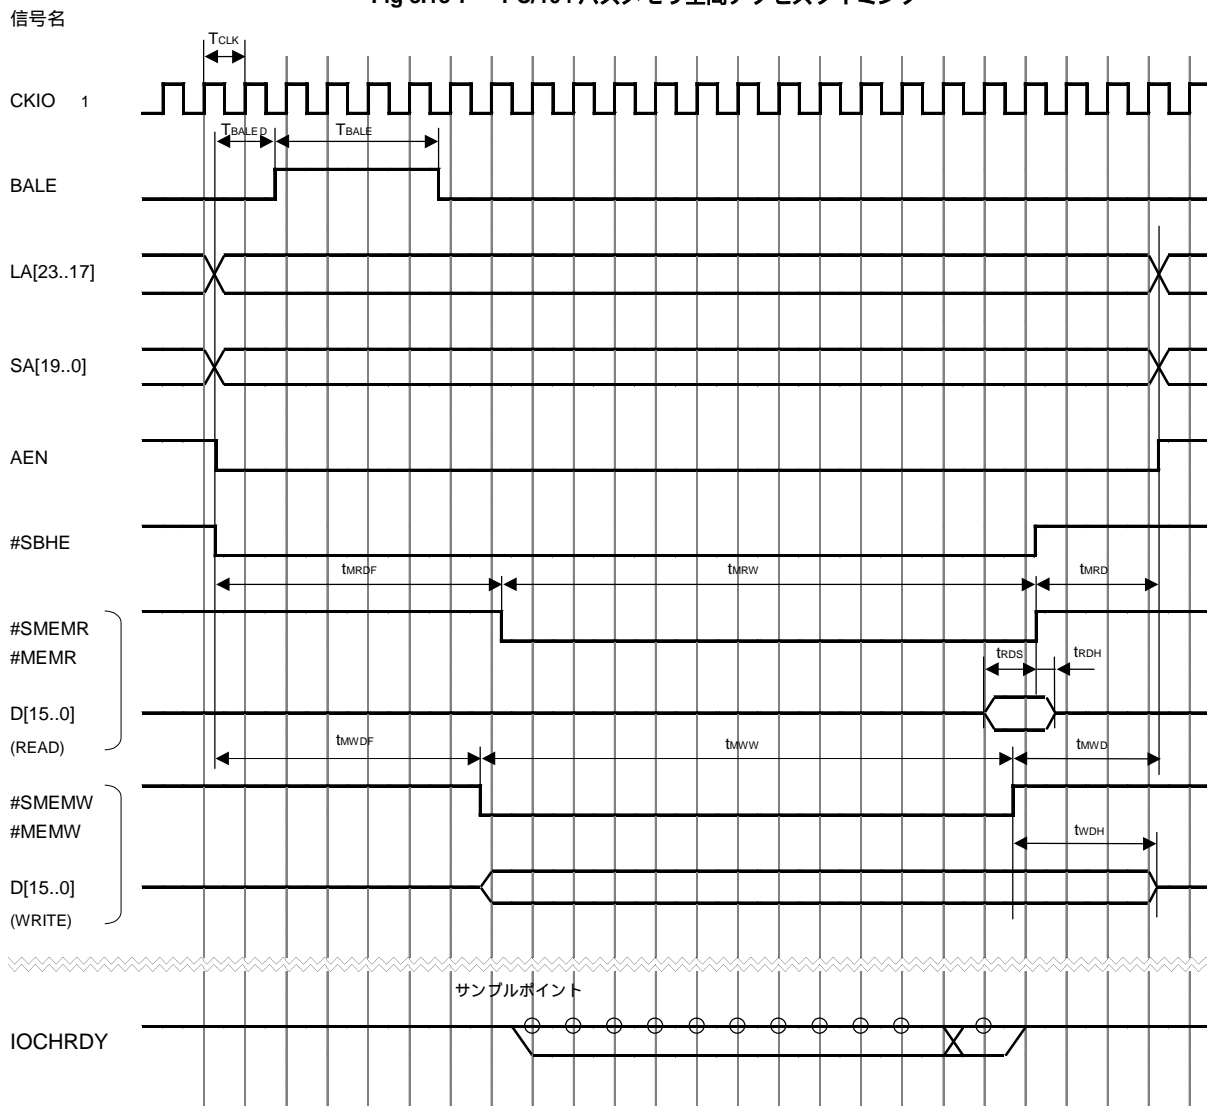 信号名
TCLK
CKIO 1
TBALED TBALE
BALE
LA[23..17]
SA[19..0]
AEN
#SBHE
tMRDF tMRW tMRD
#SMEMR
#MEMR
tRDS tRDH
D[15..0]
(READ)
tMWDF tMWW tMWD
#SMEMW
#MEMW
tWDH
D[15..0]
(WRITE)
サンプルポイント
IOCHRDY